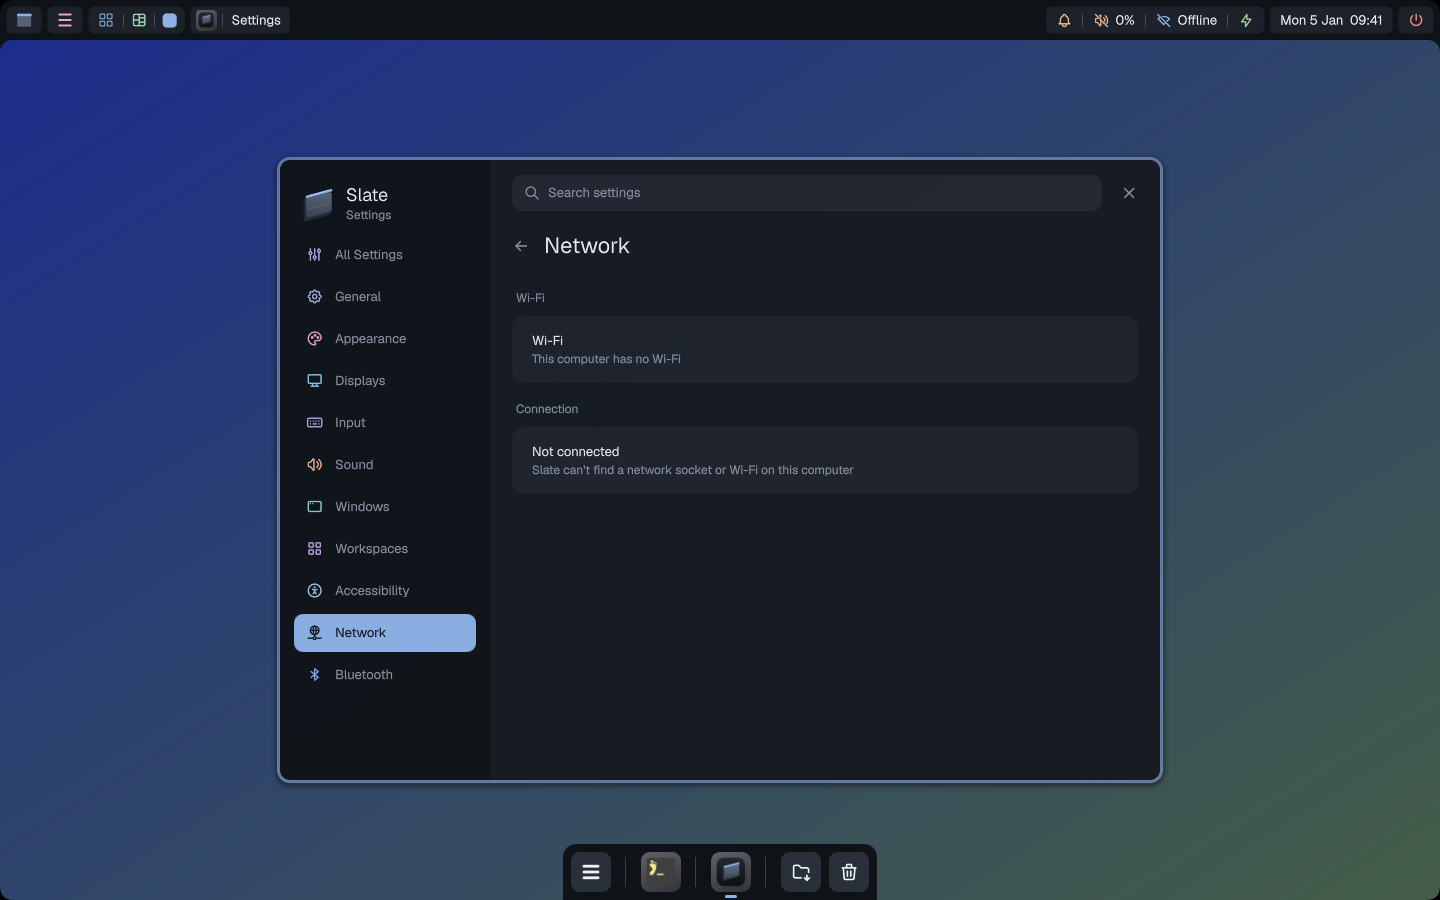 Settings
0%
Offline
Mon 5 Jan 09:41
Slate
Settings
Search settings
Network
All Settings
General
Appearance
Displays
Input
Sound
Windows
Workspaces
Accessibility
Network
Bluetooth
Wi-Fi
Wi-Fi
This computer has no Wi-Fi
Connection
Not connected
Slate can't find a network socket or Wi-Fi on this computer